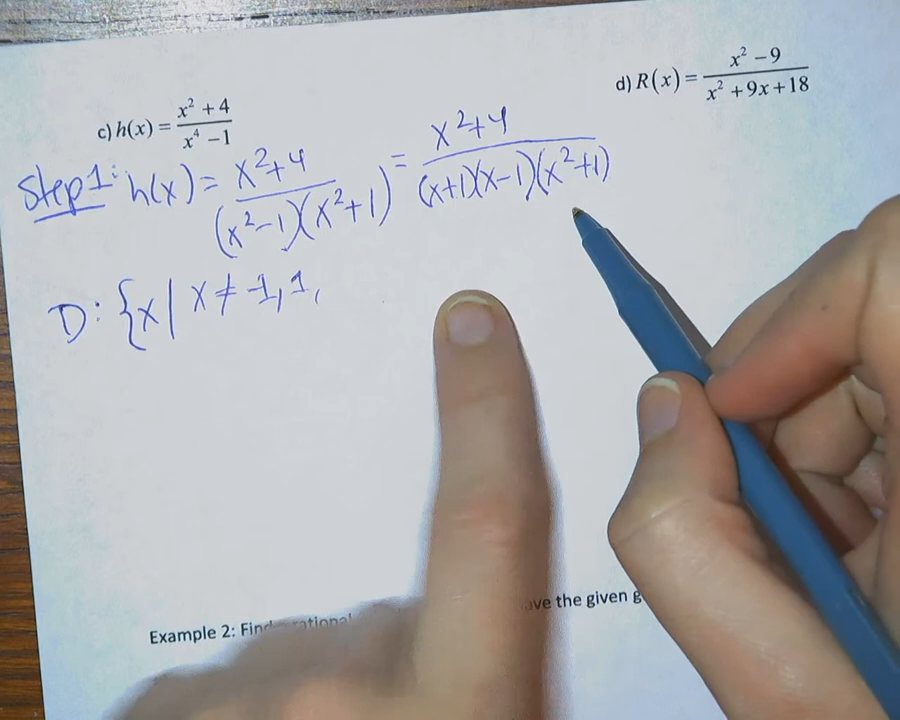 c) h(x) = (x² + 4)/(x⁴ − 1)
d) R(x) = (x² − 9)/(x² + 9x + 18)
Step 1: h(x) = (x²+4)/((x²−1)(x²+1)) = (x²+4)/((x+1)(x−1)(x²+1))
D: {x | x ≠ -1, 1,
Example 2: Find
the given